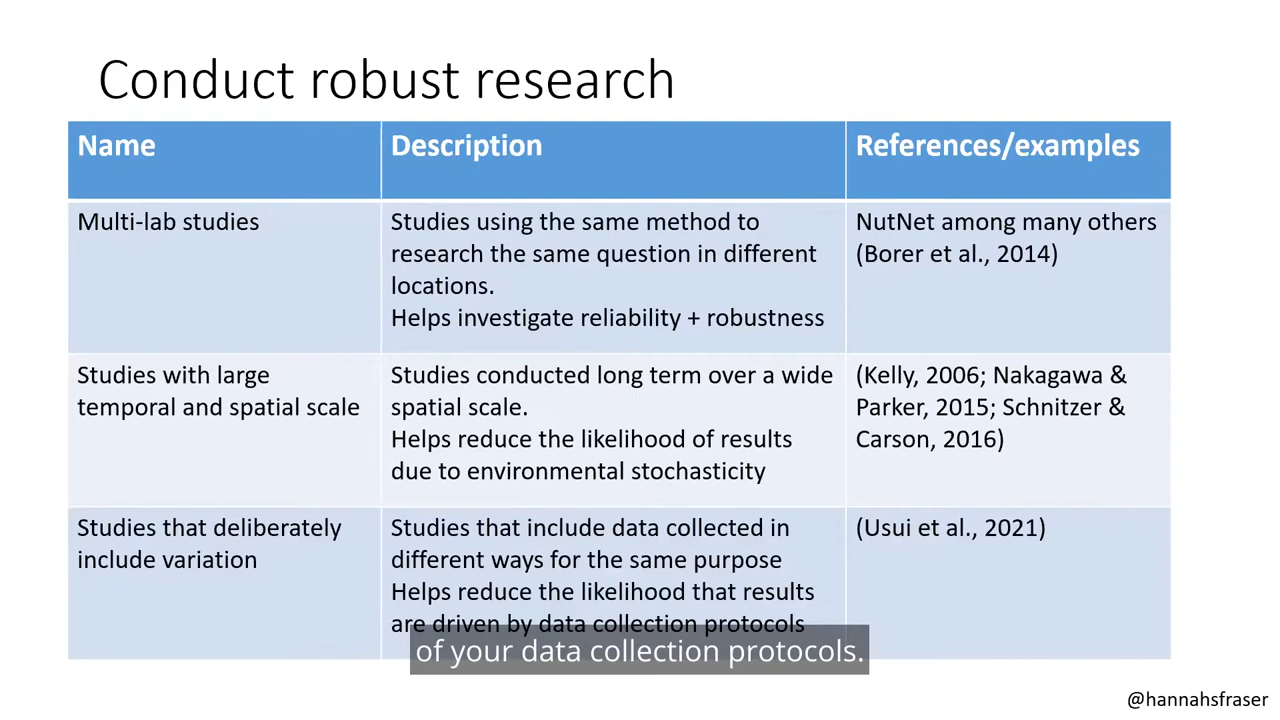 Conduct robust research
Name
Description
References/examples
Multi-lab studies
Studies using the same method to
research the same question in different
locations.
Helps investigate reliability + robustness
NutNet among many others
(Borer et al., 2014)
Studies with large
temporal and spatial scale
Studies conducted long term over a wide
spatial scale.
Helps reduce the likelihood of results
due to environmental stochasticity
(Kelly, 2006; Nakagawa &
Parker, 2015; Schnitzer &
Carson, 2016)
Studies that deliberately
include variation
Studies that include data collected in
different ways for the same purpose
Helps reduce the likelihood that results
are driven by data collection protocols
(Usui et al., 2021)
of your data collection protocols.
@hannahsfraser